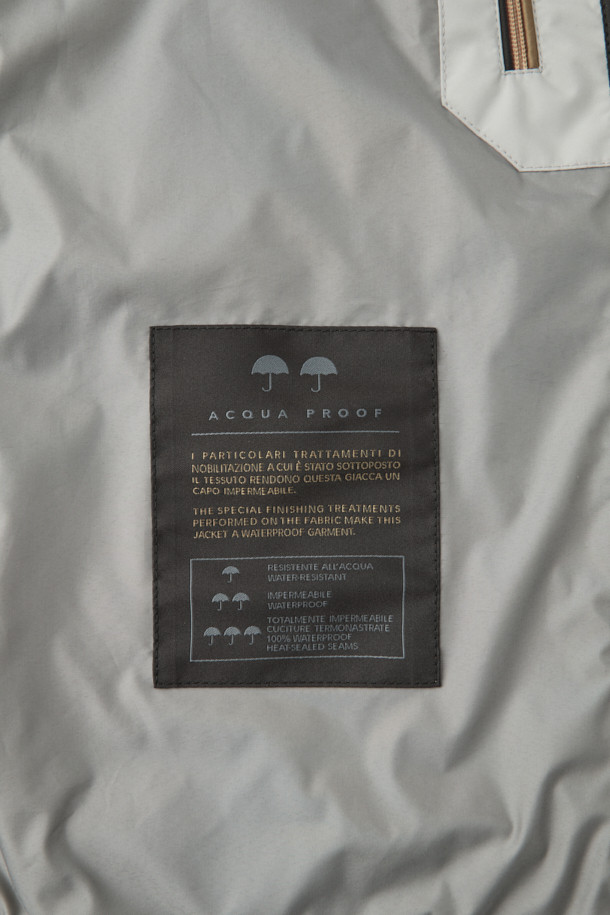 ACQUA PROOF
I PARTICOLARI TRATTAMENTI DI
NOBILITAZIONE A CUI È STATO SOTTOPOSTO
IL TESSUTO RENDONO QUESTA GIACCA UN
CAPO IMPERMEABILE.
THE SPECIAL FINISHING TREATMENTS
PERFORMED ON THE FABRIC MAKE THIS
JACKET A WATERPROOF GARMENT.
RESISTENTE ALL'ACQUA
WATER-RESISTANT
IMPERMEABILE
WATERPROOF
TOTALMENTE IMPERMEABILE
CUCITURE TERMONASTRATE
100% WATERPROOF
HEAT-SEALED SEAMS